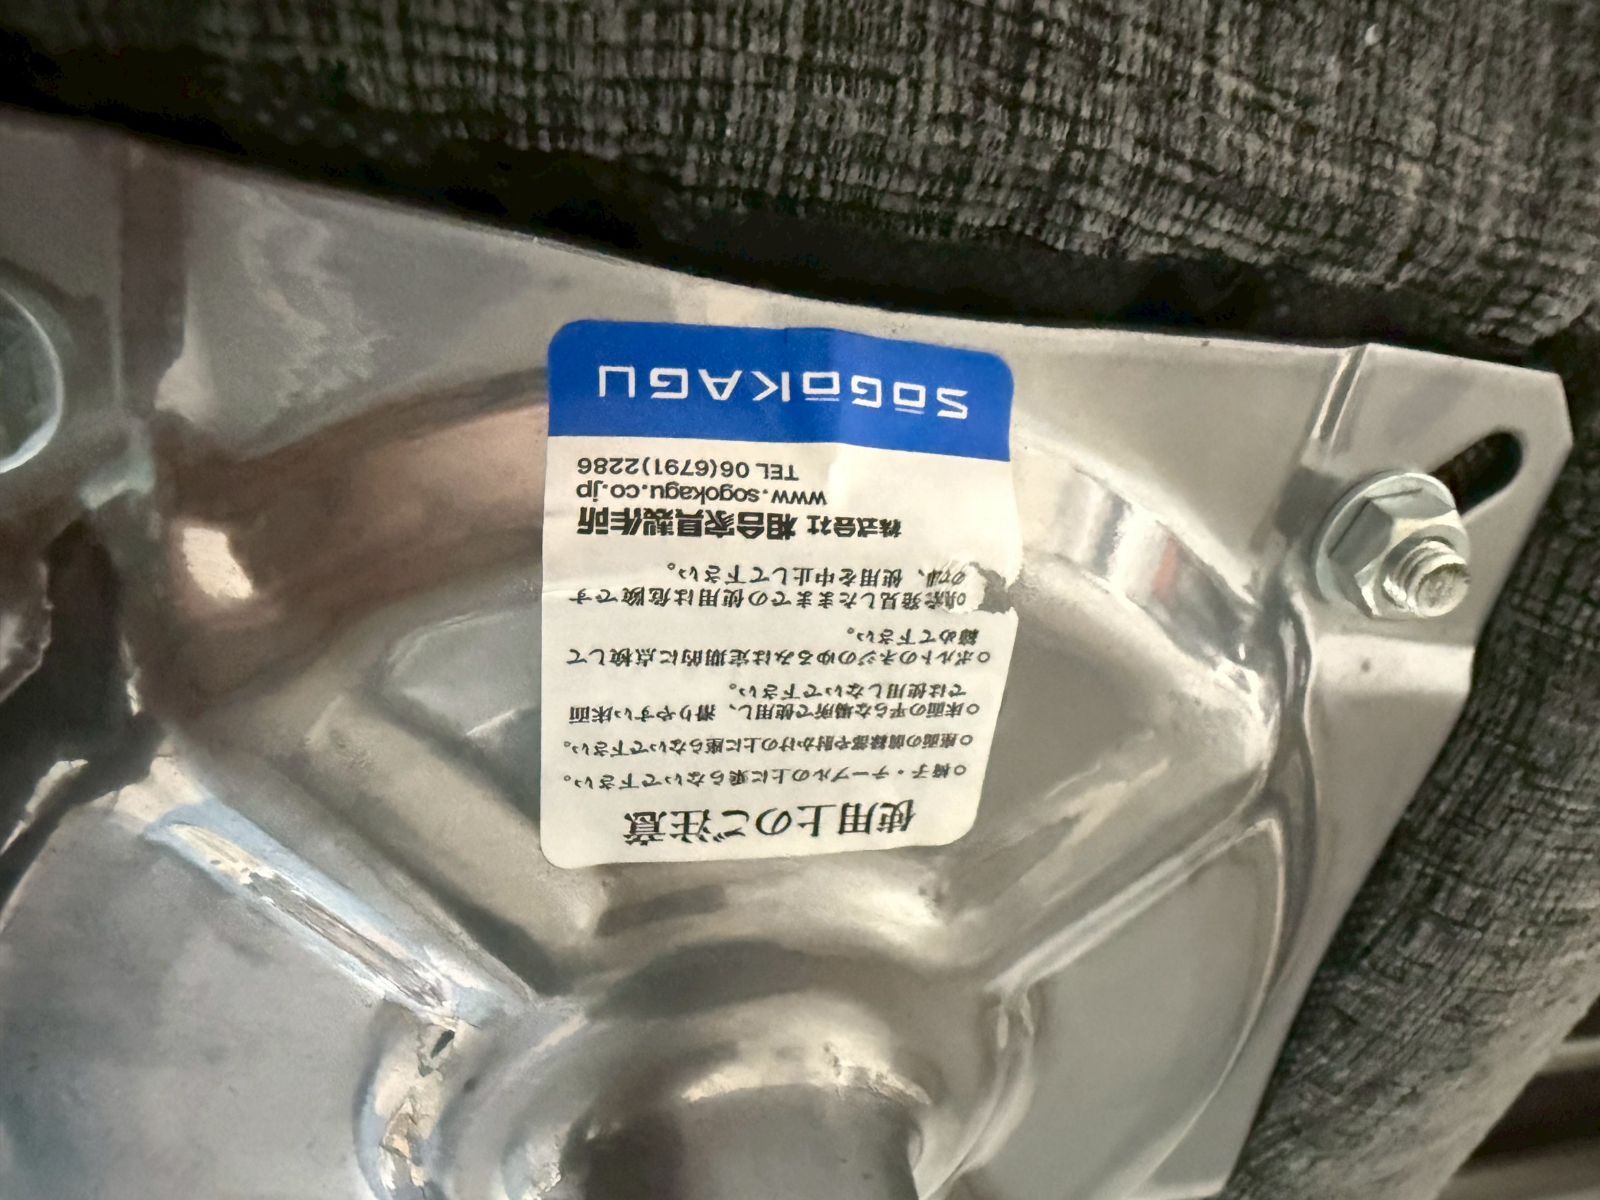 使用上のご注意
○椅子・テーブルの上に乗らないで下さい。
○座面の前縁部や肘かけの上に座らないで下さい。
○床面の平らな場所で使用し、滑りやすい床面
では使用しないで下さい。
○ボルトのネジのゆるみは定期的に点検して
締めて下さい。
発見したままでの使用は危険です
の 、使用を中止して下さい。
株式会社 相合家具製作所
www.sogokagu.co.jp
TEL 06(6791)2286
SōGōKAGU